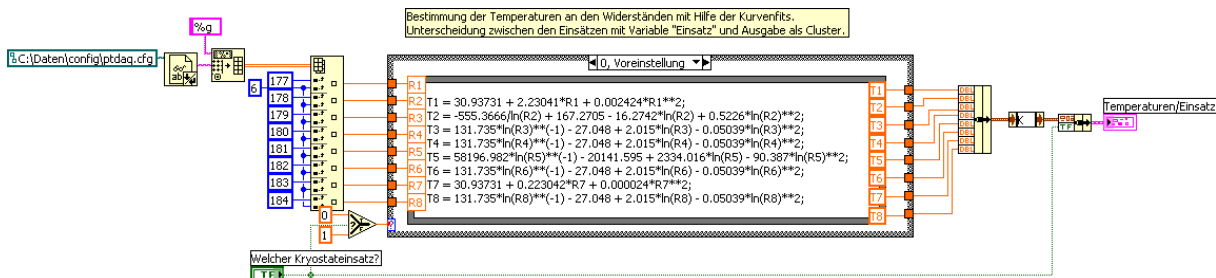 Bestimmung der Temperaturen an den Widerständen mit Hilfe der Kurvenfits.
Unterscheidung zwischen den Einsätzen mit Variable "Einsatz" und Ausgabe als Cluster.
%g
C:\Daten\config\ptdaq.cfg
0, Voreinstellung
6
177
178
179
180
181
182
183
184
0
1
R1
R2
R3
R4
R5
R6
R7
R8
T1 = 30.93731 + 2.23041*R1 + 0.002424*R1**2;
T2 = -555.3666/ln(R2) + 167.2705 - 16.2742*ln(R2) + 0.5226*ln(R2)**2;
T3 = 131.735*ln(R3)**(-1) - 27.048 + 2.015*ln(R3) - 0.05039*ln(R3)**2;
T4 = 131.735*ln(R4)**(-1) - 27.048 + 2.015*ln(R4) - 0.05039*ln(R4)**2;
T5 = 58196.982*ln(R5)**(-1) - 20141.595 + 2334.016*ln(R5) - 90.387*ln(R5)**2;
T6 = 131.735*ln(R6)**(-1) - 27.048 + 2.015*ln(R6) - 0.05039*ln(R6)**2;
T7 = 30.93731 + 0.223042*R7 + 0.000024*R7**2;
T8 = 131.735*ln(R8)**(-1) - 27.048 + 2.015*ln(R8) - 0.05039*ln(R8)**2;
T1
T2
T3
T4
T5
T6
T7
T8
DBL
DBL
DBL
DBL
DBL
DBL
DBL
DBL
K
TF
Temperaturen/Einsatz
?
Welcher Kryostateinsatz?
TF